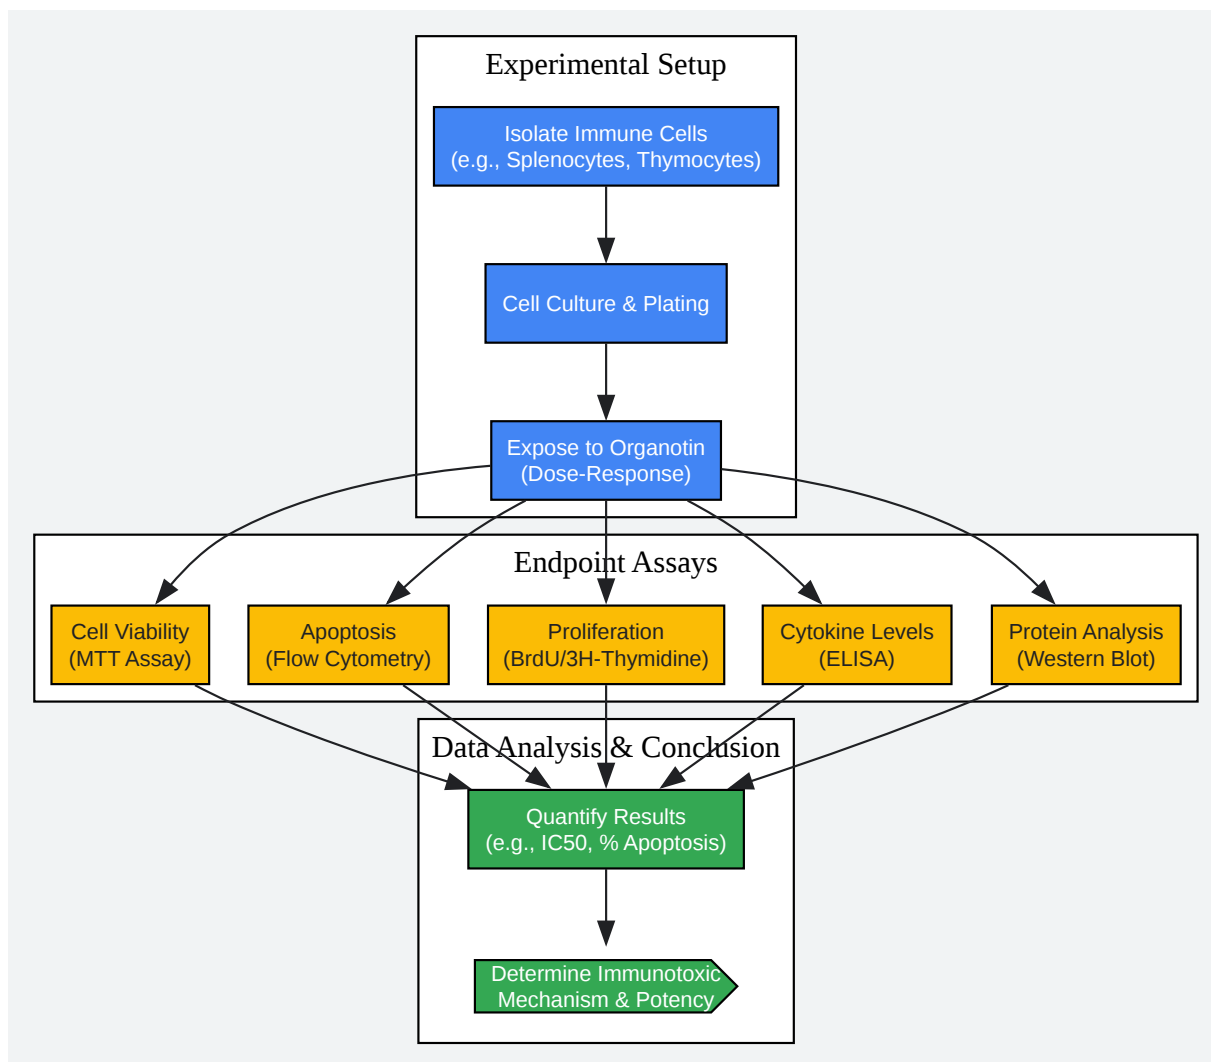 Experimental Setup
Isolate Immune Cells
(e.g., Splenocytes, Thymocytes)
Cell Culture & Plating
Expose to Organotin
(Dose-Response)
Endpoint Assays
Cell Viability
(MTT Assay)
Apoptosis
(Flow Cytometry)
Proliferation
(BrdU/3H-Thymidine)
Cytokine Levels
(ELISA)
Protein Analysis
(Western Blot)
Data Analysis & Conclusion
Quantify Results
(e.g., IC50, % Apoptosis)
Determine Immunotoxic
Mechanism & Potency